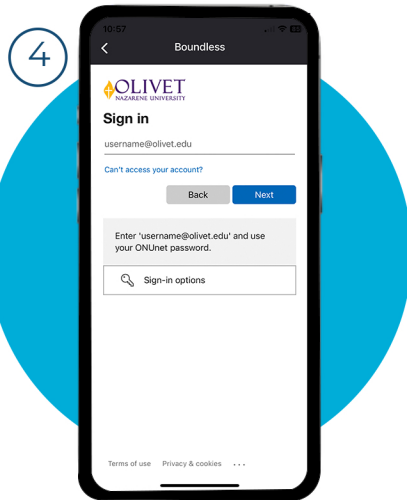 4
10:57
Boundless
OLIVET
NAZARENE UNIVERSITY
Sign in
username@olivet.edu
Can't access your account?
Back Next
Enter 'username@olivet.edu' and use
your ONUnet password.
Sign-in options
Terms of use Privacy & cookies ...